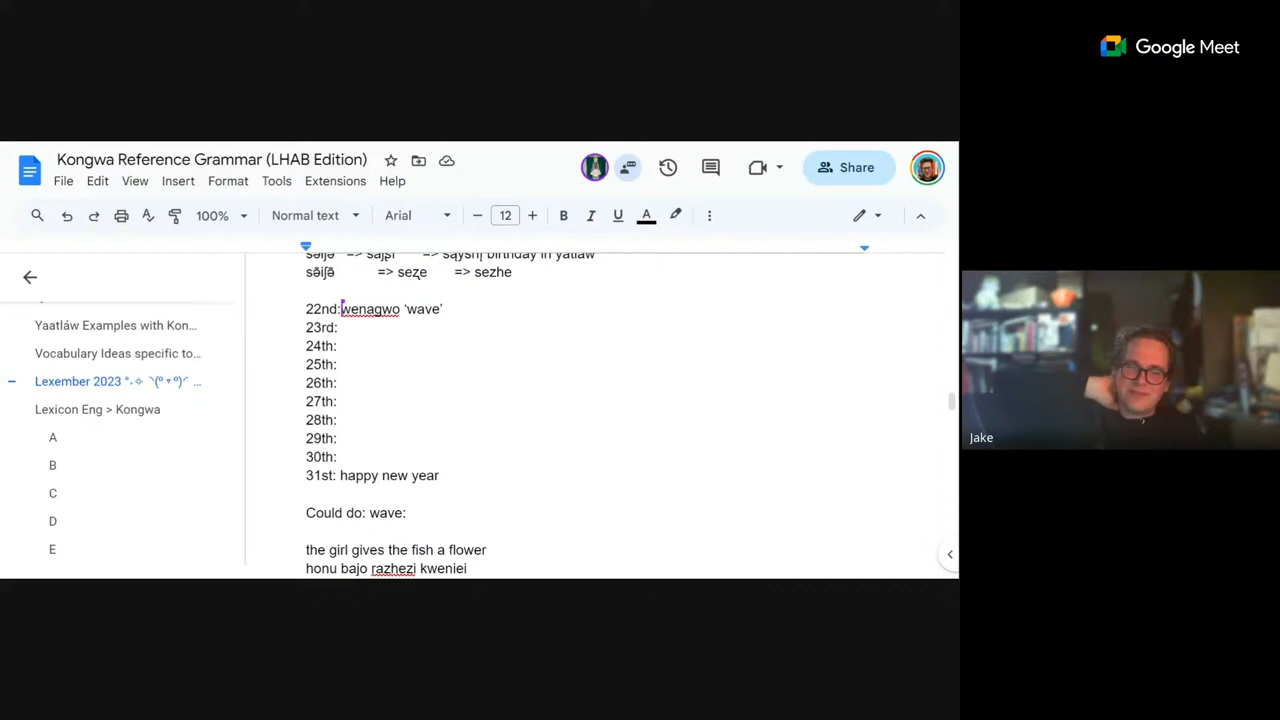 Google Meet
Kongwa Reference Grammar (LHAB Edition)
Share
File Edit View Insert Format Tools Extensions Help
100% Normal text Arial 12 B I U A
=> => birthday in yatlaw
sə̃iʃə̃ => seʐe => sezhe
Yaatláw Examples with Kon...
22nd:wenagwo ‘wave’
23rd:
24th:
Vocabulary Ideas specific to...
25th:
Lexember 2023 ...
26th:
27th:
Lexicon Eng > Kongwa
28th:
A
29th:
30th:
B
31st: happy new year
C
Could do: wave:
D
the girl gives the fish a flower
E
honu bajo razhezi kweniei
Jake